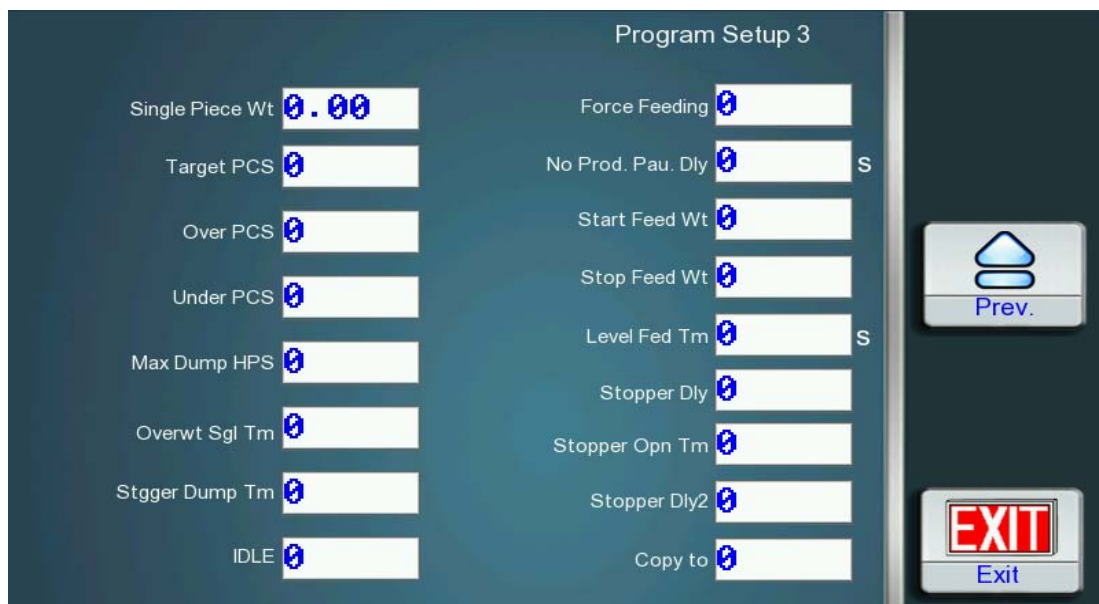 Program Setup 3
Single Piece Wt 0.00
Target PCS 0
Over PCS 0
Under PCS 0
Max Dump HPS 0
Overwt Sgl Tm 0
Stgger Dump Tm 0
IDLE 0
Force Feeding 0
No Prod. Pau. Dly 0 S
Start Feed Wt 0
Stop Feed Wt 0
Level Fed Tm 0 S
Stopper Dly 0
Stopper Opn Tm 0
Stopper Dly2 0
Copy to 0
Prev.
EXIT
Exit